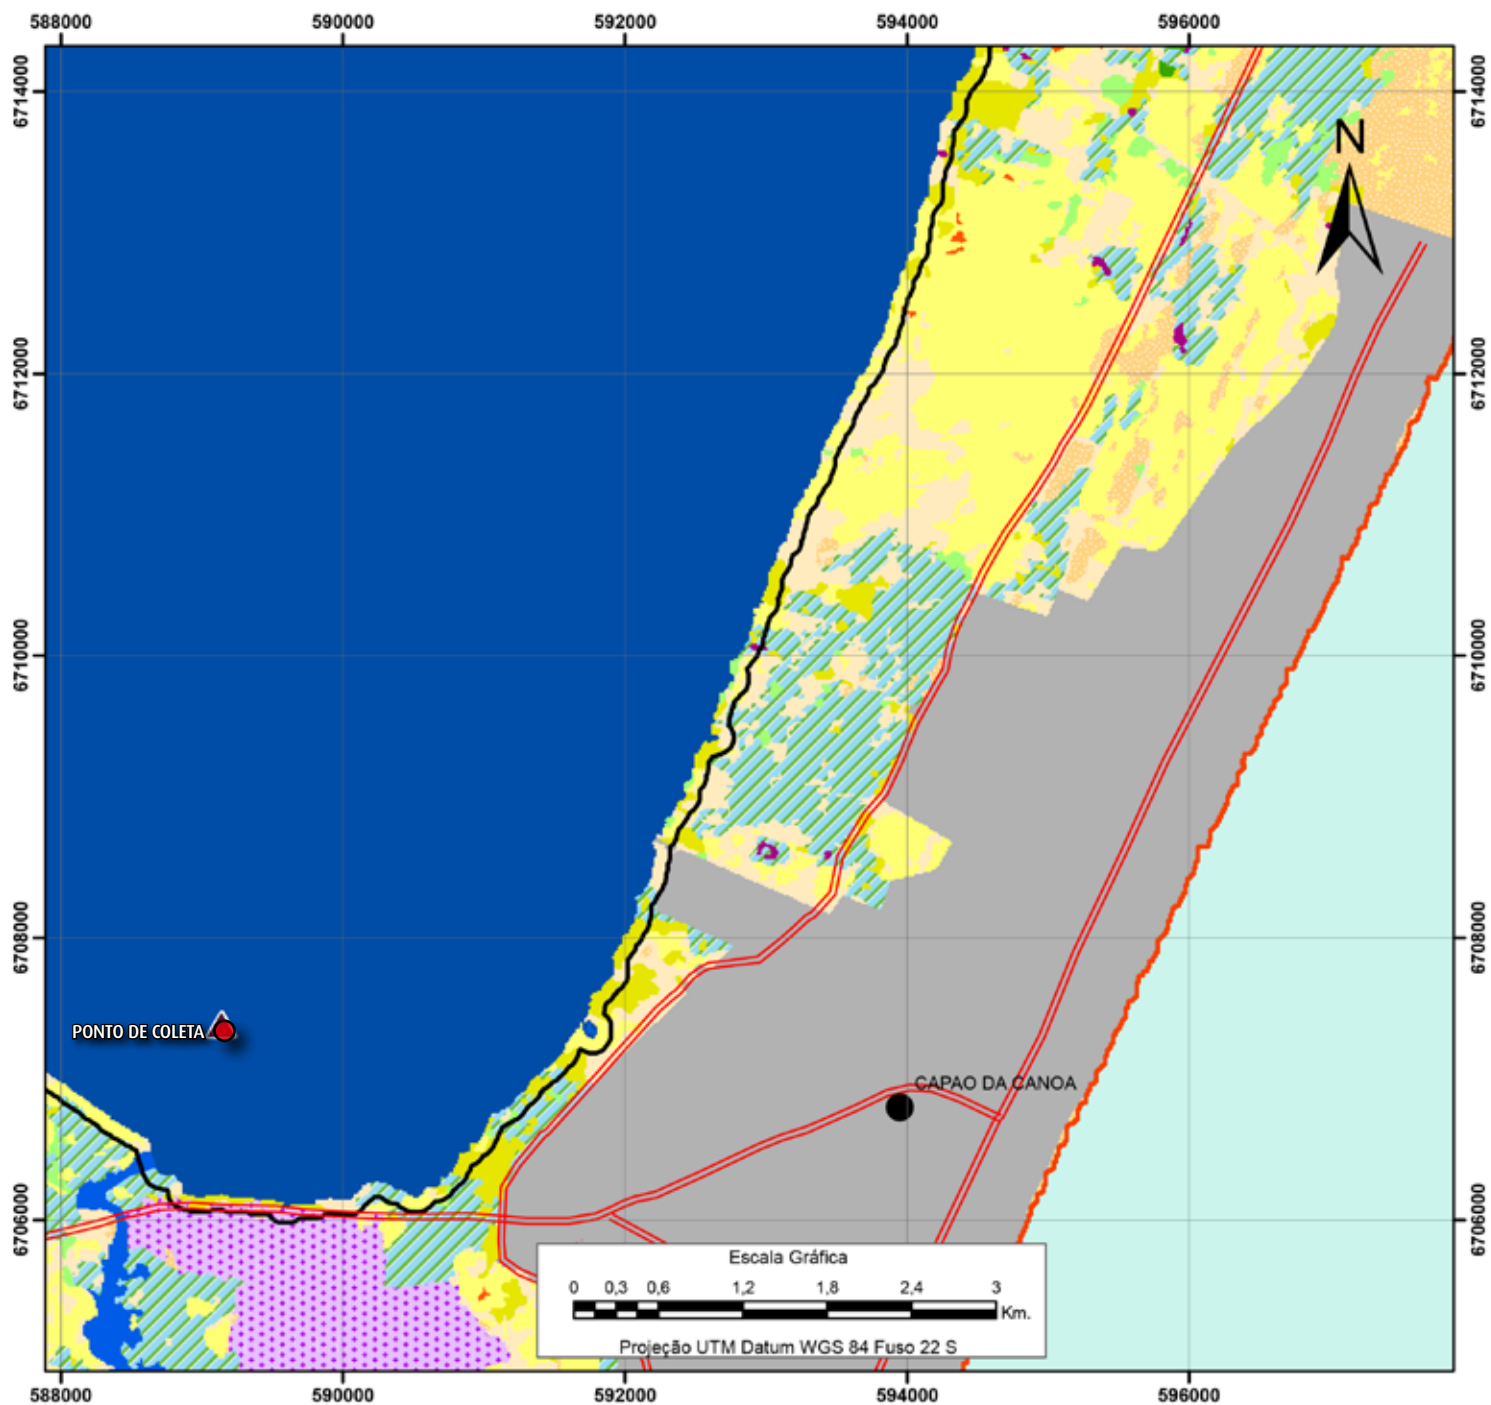 588000 590000 592000 594000 596000
6714000 6714000
N
6712000 6712000
6710000 6710000
6708000 6708000
PONTO DE COLETA
CAPAO DA CANOA
6706000 6706000
Escala Gráfica
0 0,3 0,6 1,2 1,8 2,4 3
Km.
Projeção UTM Datum WGS 84 Fuso 22 S
588000 590000 592000 594000 596000